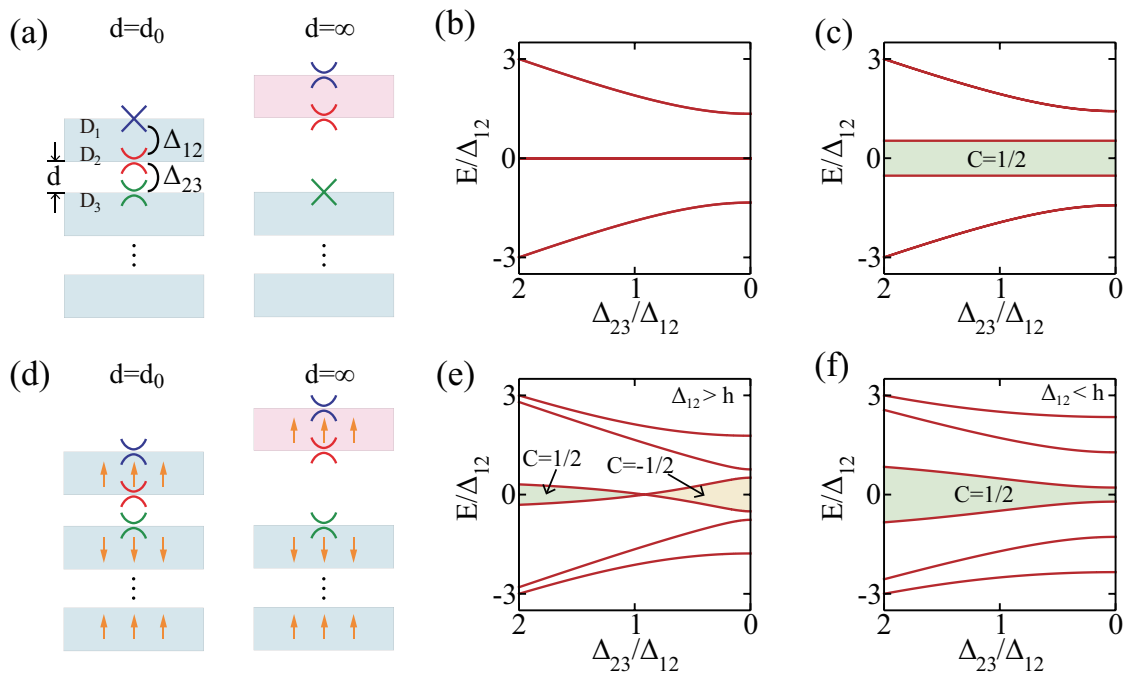 (a)
d=d₀
d=∞
D₁
D₂
D₃
d
Δ₁₂
Δ₂₃
(b)
E/Δ₁₂
3
0
-3
2
1
0
Δ₂₃/Δ₁₂
(c)
E/Δ₁₂
3
0
-3
C=1/2
2
1
0
Δ₂₃/Δ₁₂
(d)
d=d₀
d=∞
(e)
E/Δ₁₂
3
0
-3
Δ₁₂ > h
C=1/2
C=-1/2
2
1
0
Δ₂₃/Δ₁₂
(f)
E/Δ₁₂
3
0
-3
Δ₁₂ < h
C=1/2
2
1
0
Δ₂₃/Δ₁₂